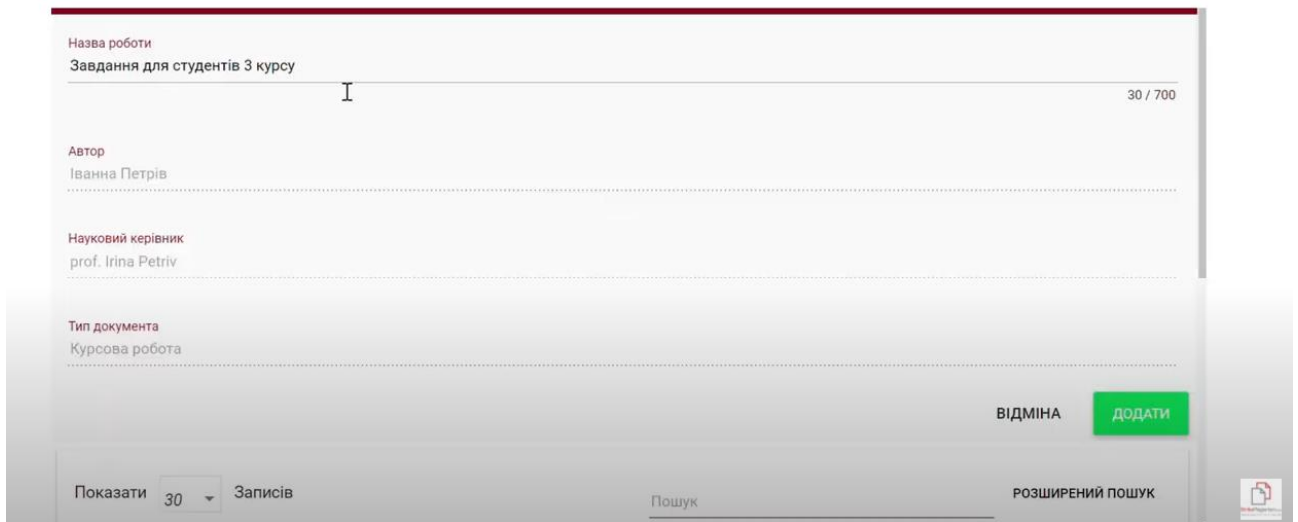 Назва роботи
Завдання для студентів 3 курсу
30 / 700
Автор
Іванна Петрів
Науковий керівник
prof. Irina Petriv
Тип документа
Курсова робота
ВІДМІНА ДОДАТИ
Показати 30 Записів Пошук РОЗШИРЕНИЙ ПОШУК